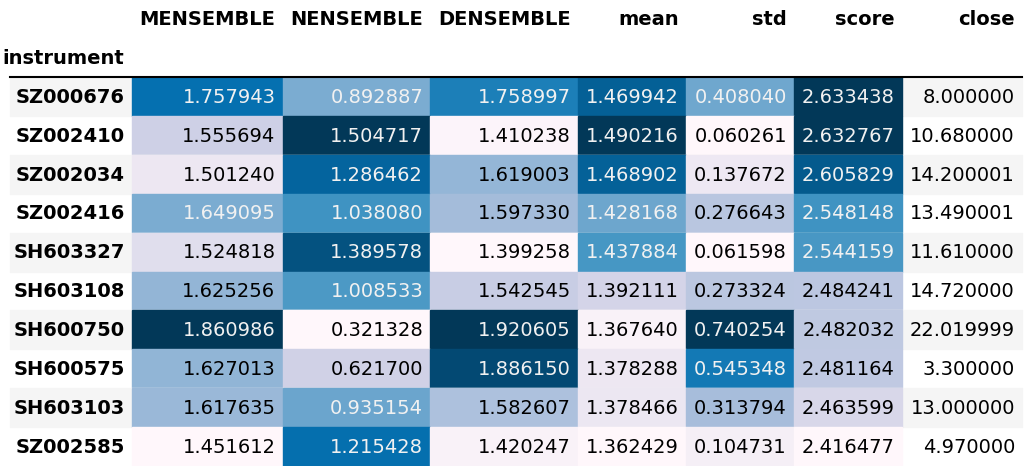 MENSEMBLE NENSEMBLE DENSEMBLE mean std score close
instrument
SZ000676 1.757943 0.892887 1.758997 1.469942 0.408040 2.633438 8.000000
SZ002410 1.555694 1.504717 1.410238 1.490216 0.060261 2.632767 10.680000
SZ002034 1.501240 1.286462 1.619003 1.468902 0.137672 2.605829 14.200001
SZ002416 1.649095 1.038080 1.597330 1.428168 0.276643 2.548148 13.490001
SH603327 1.524818 1.389578 1.399258 1.437884 0.061598 2.544159 11.610000
SH603108 1.625256 1.008533 1.542545 1.392111 0.273324 2.484241 14.720000
SH600750 1.860986 0.321328 1.920605 1.367640 0.740254 2.482032 22.019999
SH600575 1.627013 0.621700 1.886150 1.378288 0.545348 2.481164 3.300000
SH603103 1.617635 0.935154 1.582607 1.378466 0.313794 2.463599 13.000000
SZ002585 1.451612 1.215428 1.420247 1.362429 0.104731 2.416477 4.970000